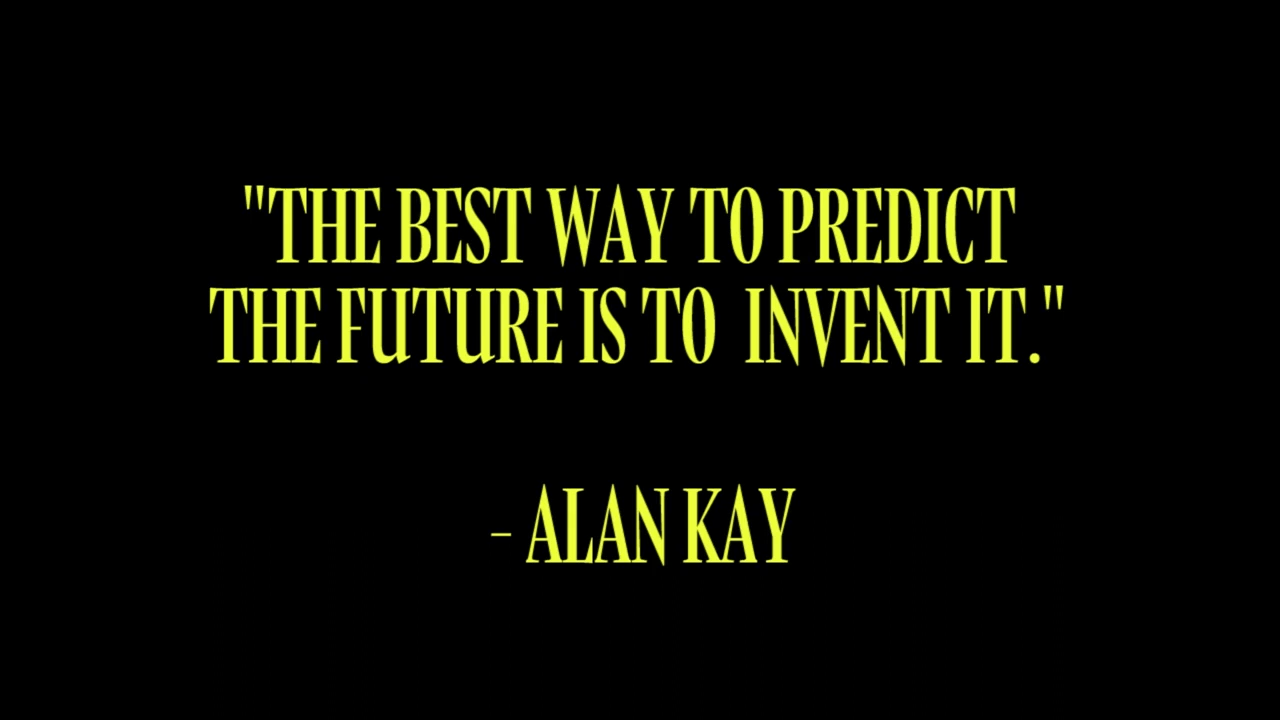 "THE BEST WAY TO PREDICT
THE FUTURE IS TO  INVENT IT."
- ALAN KAY